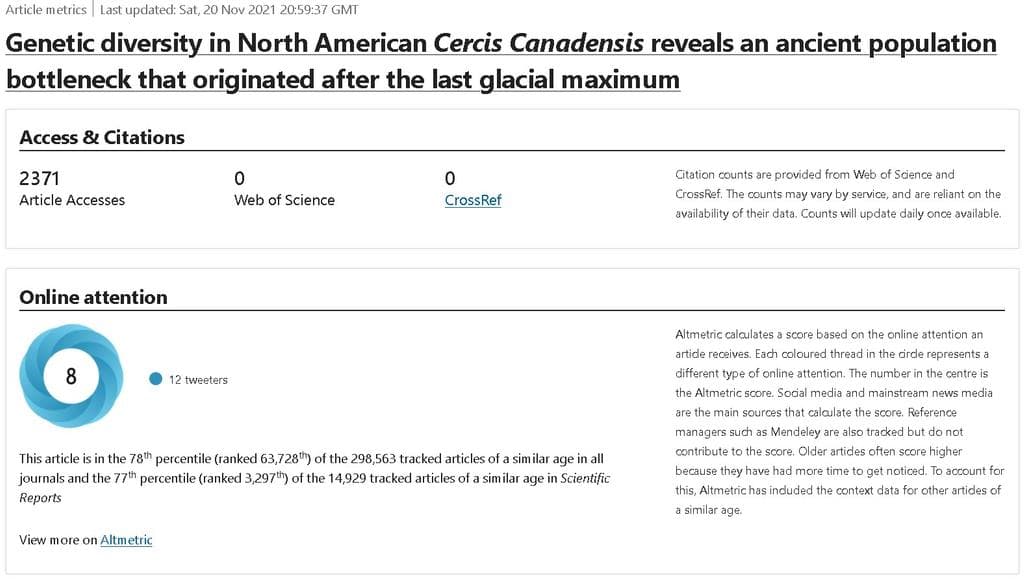 Article metrics | Last updated: Sat, 20 Nov 2021 20:59:37 GMT
Genetic diversity in North American Cercis Canadensis reveals an ancient population
bottleneck that originated after the last glacial maximum
Access & Citations
2371
Article Accesses
0
Web of Science
0
CrossRef
Citation counts are provided from Web of Science and
CrossRef. The counts may vary by service, and are reliant on the
availability of their data. Counts will update daily once available.
Online attention
8
12 tweeters
This article is in the 78th percentile (ranked 63,728th) of the 298,563 tracked articles of a similar age in all
journals and the 77th percentile (ranked 3,297th) of the 14,929 tracked articles of a similar age in Scientific
Reports
View more on Altmetric
Altmetric calculates a score based on the online attention an
article receives. Each coloured thread in the circle represents a
different type of online attention. The number in the centre is
the Altmetric score. Social media and mainstream news media
are the main sources that calculate the score. Reference
managers such as Mendeley are also tracked but do not
contribute to the score. Older articles often score higher
because they have had more time to get noticed. To account for
this, Altmetric has included the context data for other articles of
a similar age.